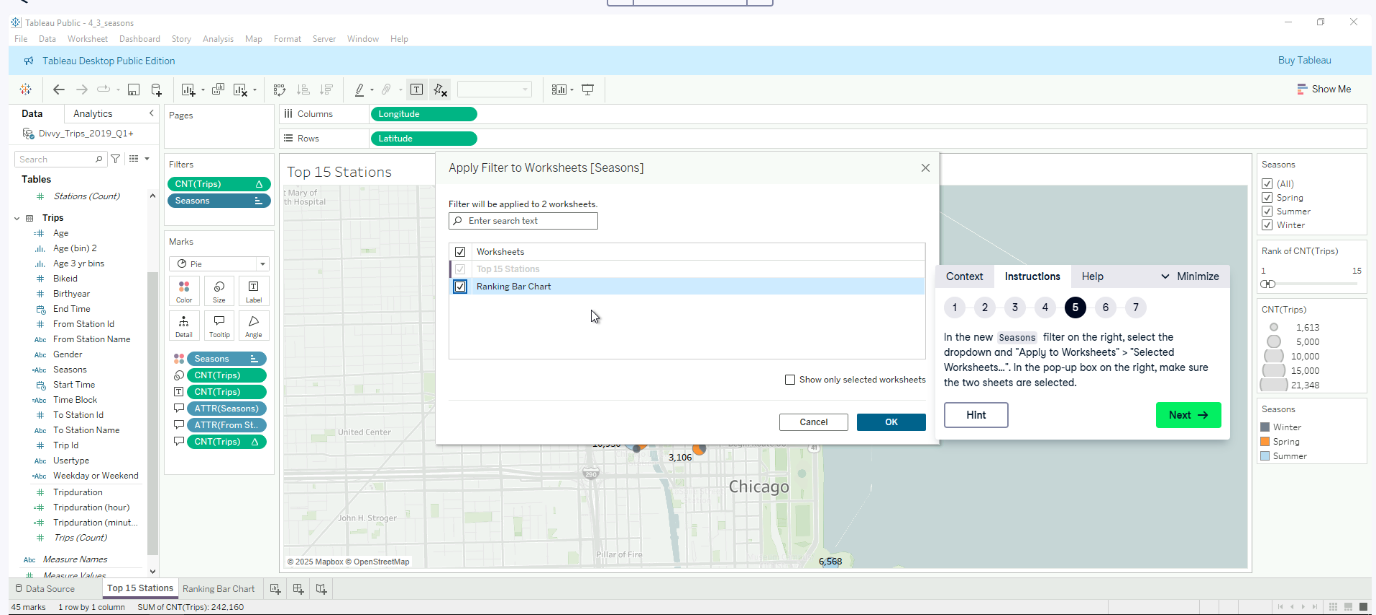 Tableau Public - 4_3_seasons
File Data Worksheet Dashboard Story Analysis Map Format Server Window Help
Tableau Desktop Public Edition
Buy Tableau
Show Me
Data
Analytics
Divvy_Trips_2019_Q1+
Search
Tables
Stations (Count)
Trips
Age
Age (bin) 2
Age 3 yr bins
Bikeid
Birthyear
End Time
From Station Id
From Station Name
Gender
Seasons
Start Time
Time Block
To Station Id
To Station Name
Trip Id
Usertype
Weekday or Weekend
Tripduration
Tripduration (hour)
Tripduration (minut...
Trips (Count)
Measure Names
Measure Values
Pages
Filters
CNT(Trips)
Seasons
Marks
Pie
Color
Size
Label
Detail
Tooltip
Angle
Seasons
CNT(Trips)
CNT(Trips)
ATTR(Seasons)
ATTR(From St..
CNT(Trips)
Columns
Longitude
Rows
Latitude
Top 15 Stations
t Mary of
th Hospital
United Center
John H. Stroger
3,106
290
41
Chicago
Pillar of Fire
6,568
© 2025 Mapbox © OpenStreetMap
Apply Filter to Worksheets [Seasons]
Filter will be applied to 2 worksheets.
Enter search text
Worksheets
Top 15 Stations
Ranking Bar Chart
Show only selected worksheets
Cancel
OK
Context
Instructions
Help
Minimize
1 2 3 4 5 6 7
In the new Seasons filter on the right, select the
dropdown and "Apply to Worksheets" > "Selected
Worksheets...". In the pop-up box on the right, make sure
the two sheets are selected.
Hint
Next →
Seasons
(All)
Spring
Summer
Winter
Rank of CNT(Trips)
1 15
CNT(Trips)
1,613
5,000
10,000
15,000
21,348
Seasons
Winter
Spring
Summer
Data Source
Top 15 Stations
Ranking Bar Chart
45 marks 1 row by 1 column SUM of CNT(Trips): 242,160